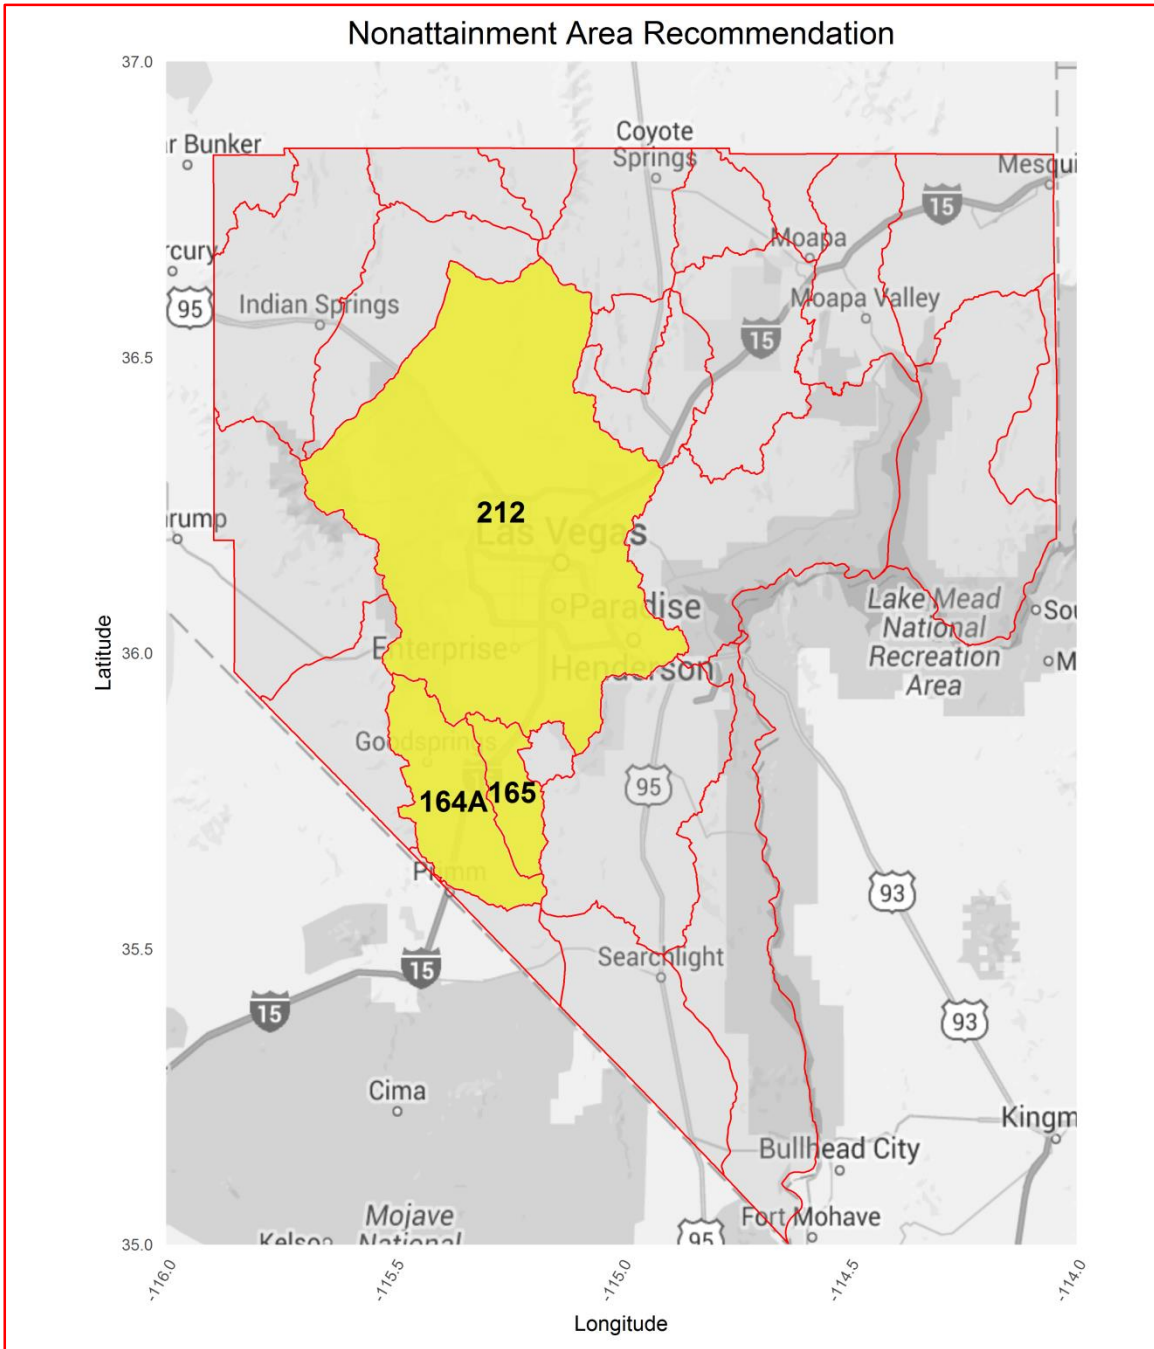 Nonattainment Area Recommendation
37.0
Coyote
Springs
r Bunker
Mesqui
15
Moapa
rcury
95
Indian Springs
Moapa Valley
15
36.5
212
Las Vegas
rump
Paradise
Lake Mead
National
Recreation
Area
Sou
Enterprise
M
36.0
Henderson
Latitude
Goodsprings
95
164A
165
Primm
93
35.5
Searchlight
15
15
93
Cima
Kingm
Bullhead City
Mojave
National
Fort Mohave
Kelso
95
35.0
-116.0
-115.5
-115.0
-114.5
-114.0
Longitude